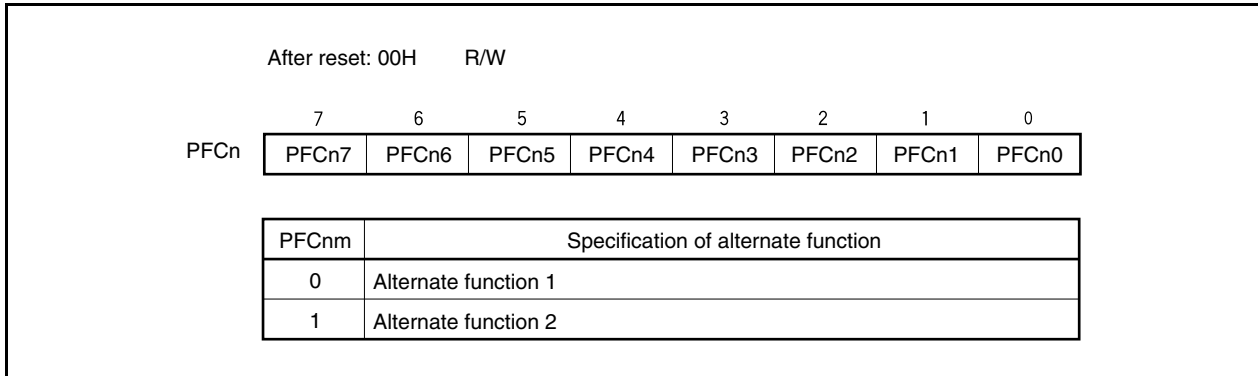 After reset: 00H R/W
7 6 5 4 3 2 1 0
PFCn PFCn7 PFCn6 PFCn5 PFCn4 PFCn3 PFCn2 PFCn1 PFCn0
PFCnm Specification of alternate function
0 Alternate function 1
1 Alternate function 2